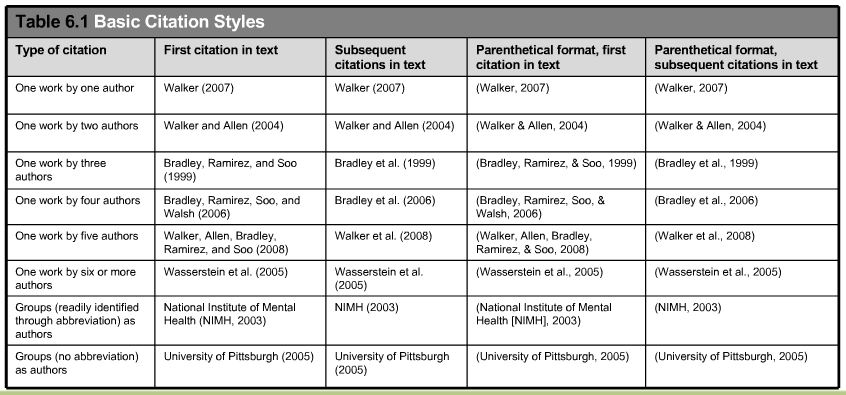 Table 6.1 Basic Citation Styles
Type of citation
First citation in text
Subsequent
citations in text
Parenthetical format, first
citation in text
Parenthetical format,
subsequent citations in text
One work by one author
Walker (2007)
Walker (2007)
(Walker, 2007)
(Walker, 2007)
One work by two authors
Walker and Allen (2004)
Walker and Allen (2004)
(Walker & Allen, 2004)
(Walker & Allen, 2004)
One work by three
authors
Bradley, Ramirez, and Soo
(1999)
Bradley et al. (1999)
(Bradley, Ramirez, & Soo, 1999)
(Bradley et al., 1999)
One work by four authors
Bradley, Ramirez, Soo, and
Walsh (2006)
Bradley et al. (2006)
(Bradley, Ramirez, Soo, &
Walsh, 2006)
(Bradley et al., 2006)
One work by five authors
Walker, Allen, Bradley,
Ramirez, and Soo (2008)
Walker et al. (2008)
(Walker, Allen, Bradley,
Ramirez, & Soo, 2008)
(Walker et al., 2008)
One work by six or more
authors
Wasserstein et al. (2005)
Wasserstein et al.
(2005)
(Wasserstein et al., 2005)
(Wasserstein et al., 2005)
Groups (readily identified
through abbreviation) as
authors
National Institute of Mental
Health (NIMH, 2003)
NIMH (2003)
(National Institute of Mental
Health [NIMH], 2003)
(NIMH, 2003)
Groups (no abbreviation)
as authors
University of Pittsburgh (2005)
University of Pittsburgh
(2005)
(University of Pittsburgh, 2005)
(University of Pittsburgh, 2005)